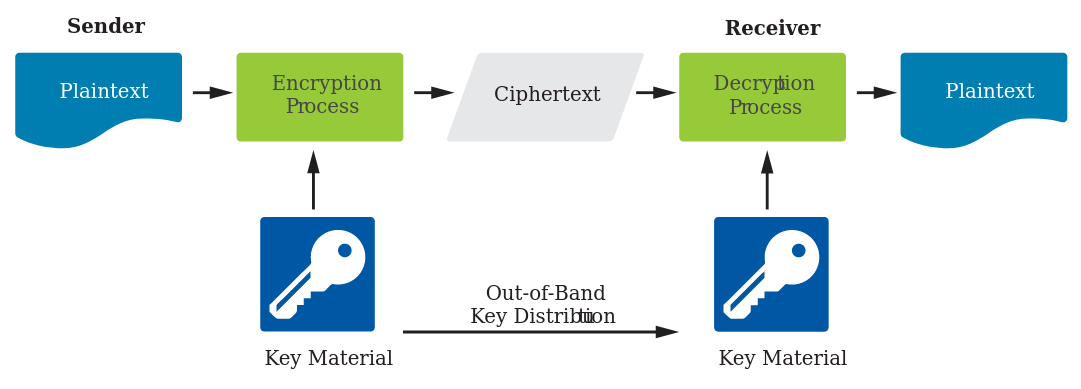 Sender
Receiver
Plaintext
Encryption
Process
Ciphertext
Decryption
Process
Plaintext
Out-of-Band
Key Distribution
Key Material
Key Material